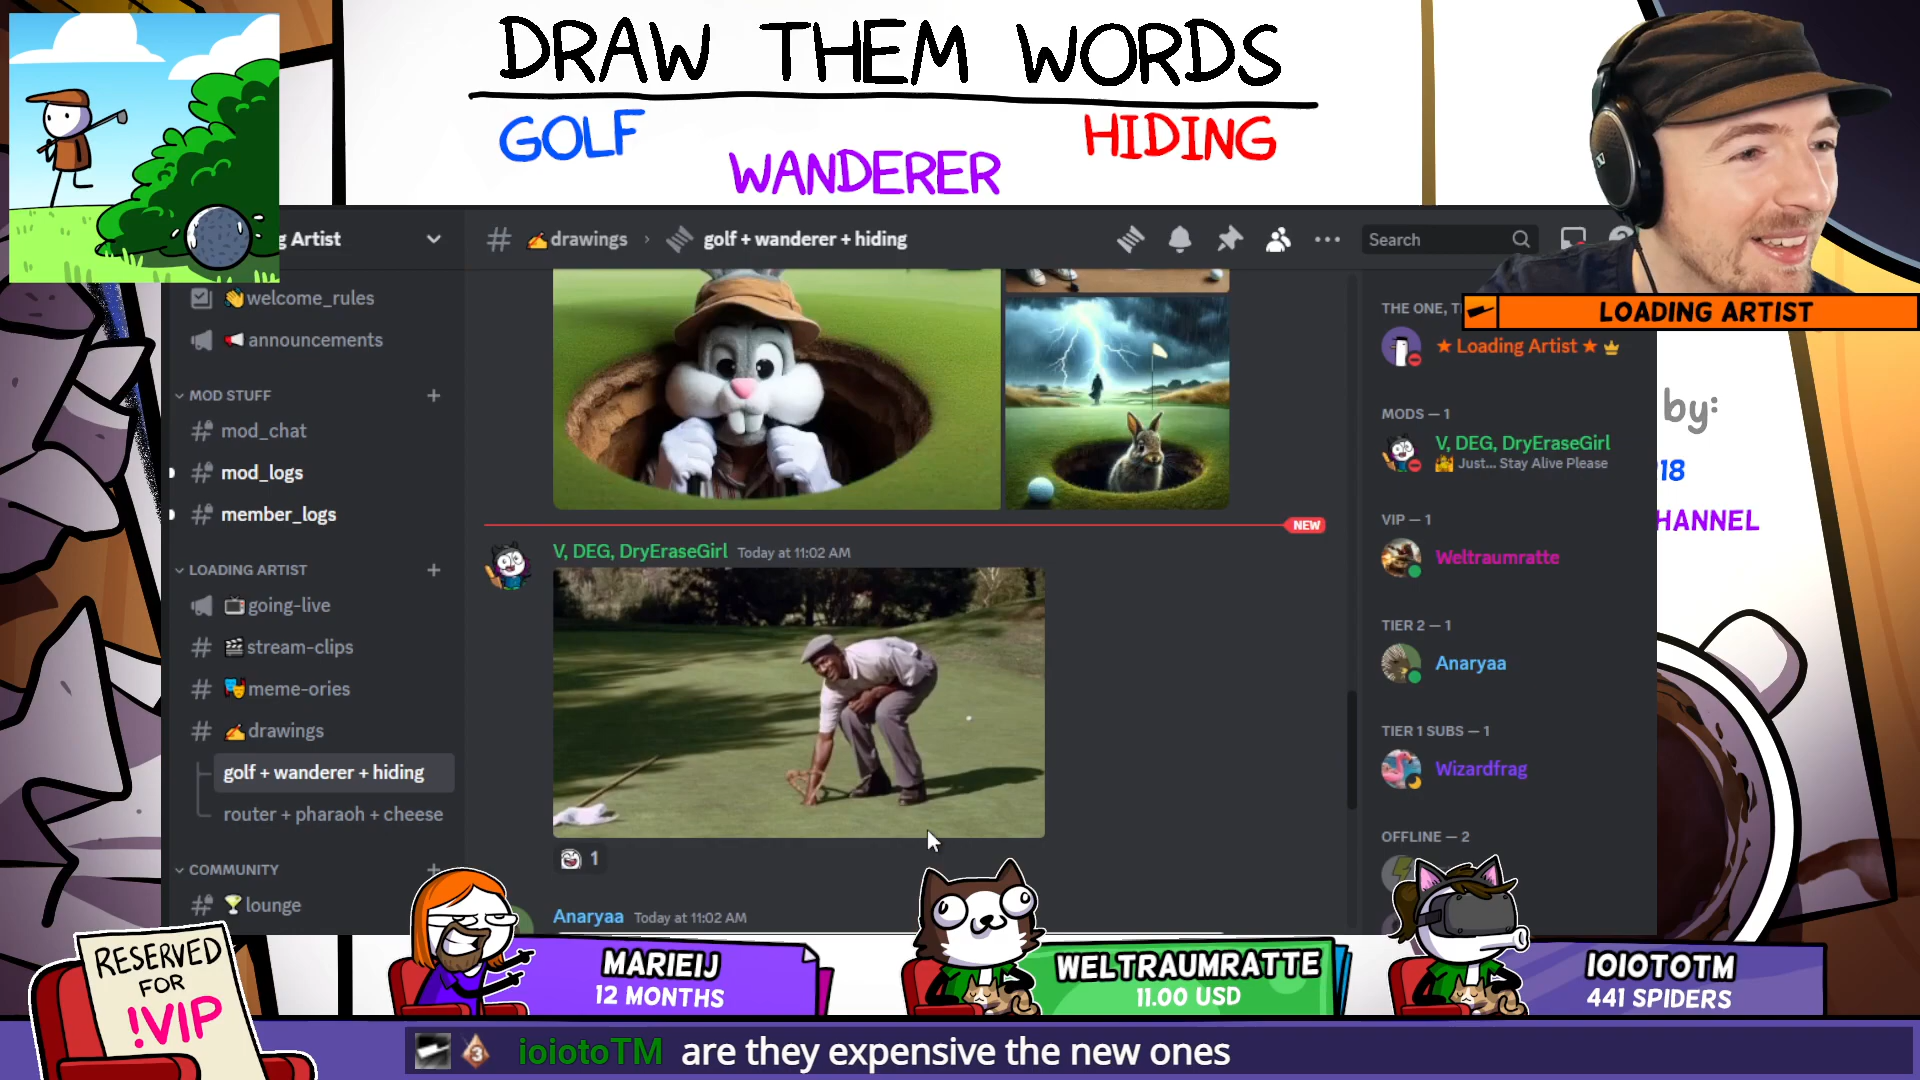 DRAW THEM WORDS
GOLF
WANDERER
HIDING
g Artist
drawings
golf + wanderer + hiding
Search
welcome_rules
announcements
MOD STUFF
mod_chat
mod_logs
member_logs
LOADING ARTIST
going-live
stream-clips
meme-ories
drawings
golf + wanderer + hiding
router + pharaoh + cheese
COMMUNITY
lounge
NEW
V, DEG, DryEraseGirl Today at 11:02 AM
1
Anaryaa Today at 11:02 AM
LOADING ARTIST
THE ONE, T
★ Loading Artist ★
MODS — 1
V, DEG, DryEraseGirl
Just... Stay Alive Please
VIP — 1
Weltraumratte
TIER 2 — 1
Anaryaa
TIER 1 SUBS — 1
Wizardfrag
OFFLINE — 2
by:
18
HANNEL
RESERVED
FOR
!VIP
MARIEIJ
12 MONTHS
WELTRAUMRATTE
11.00 USD
IOIOTOTM
441 SPIDERS
3
ioiotoTM are they expensive the new ones